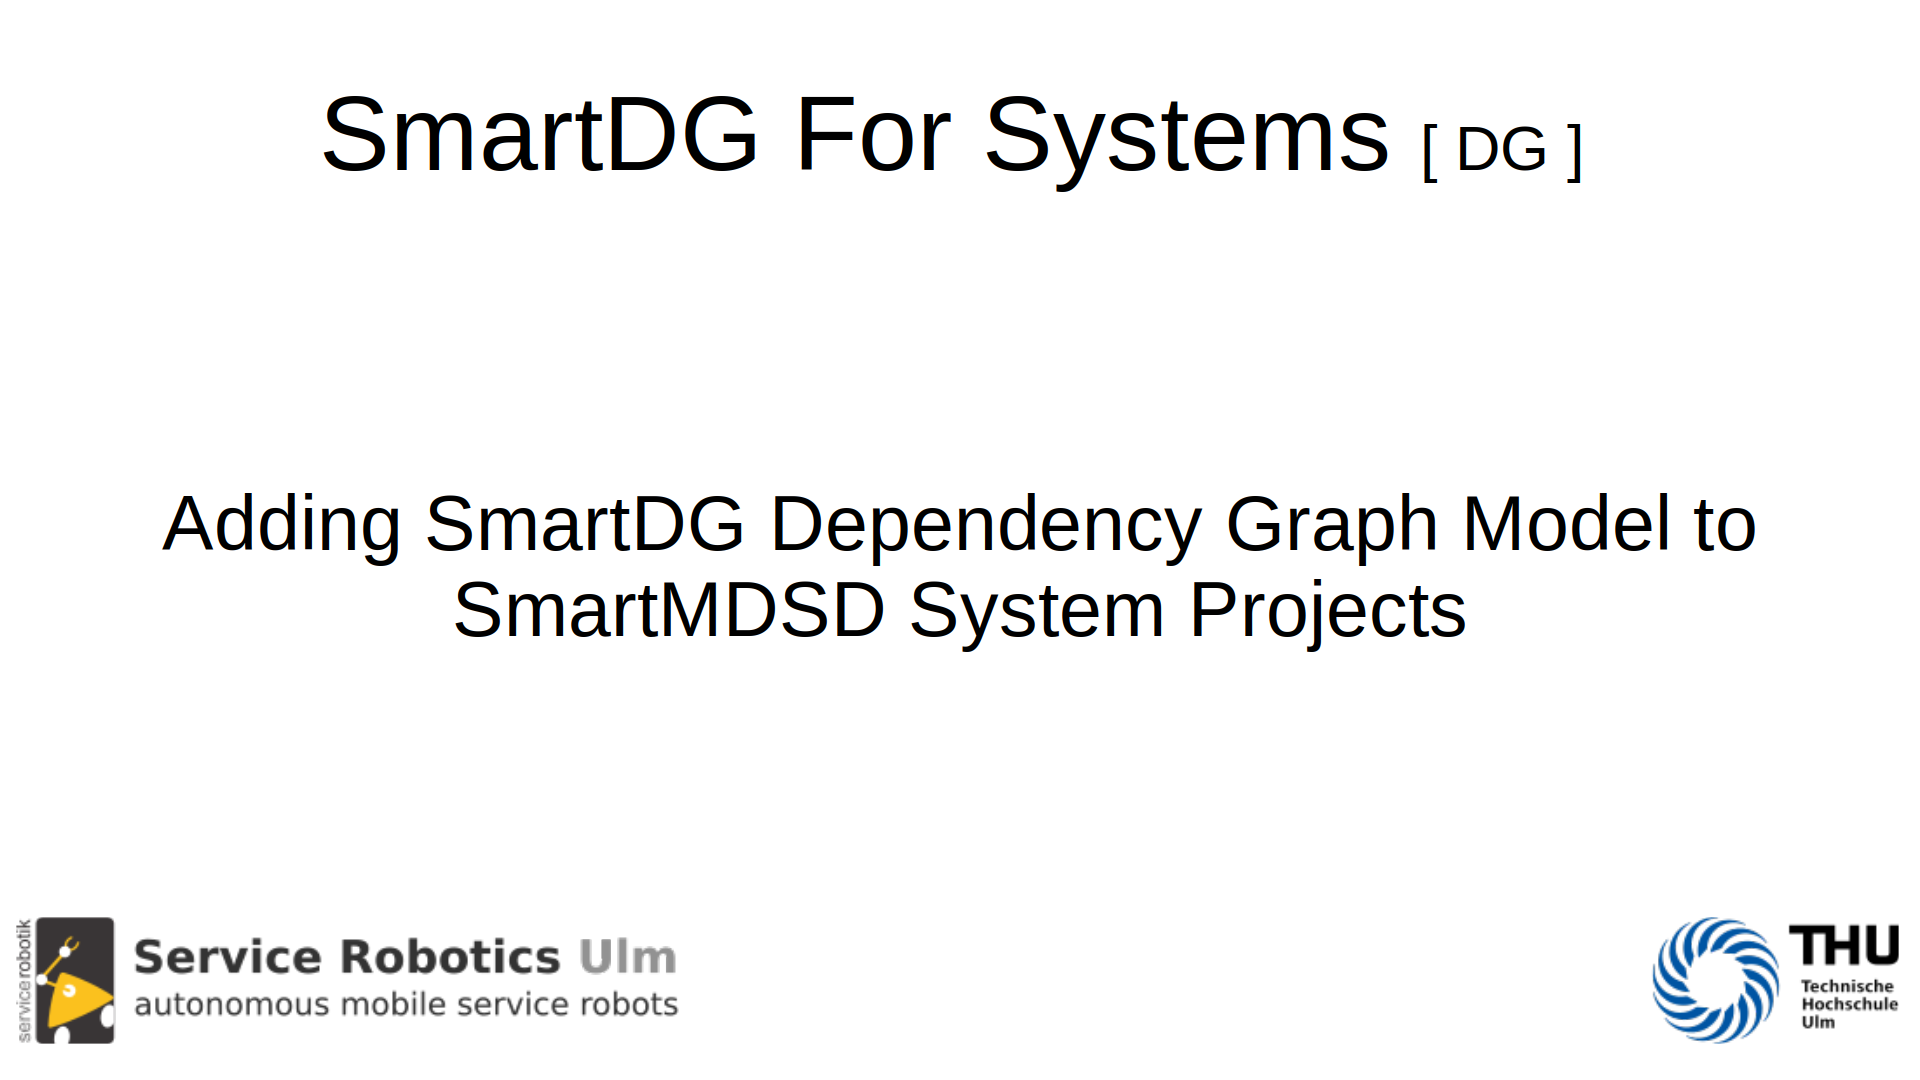 SmartDG For Systems [ DG ]
Adding SmartDG Dependency Graph Model to
SmartMDSD System Projects
servicerobotik
Service Robotics Ulm
autonomous mobile service robots
THU
Technische
Hochschule
Ulm